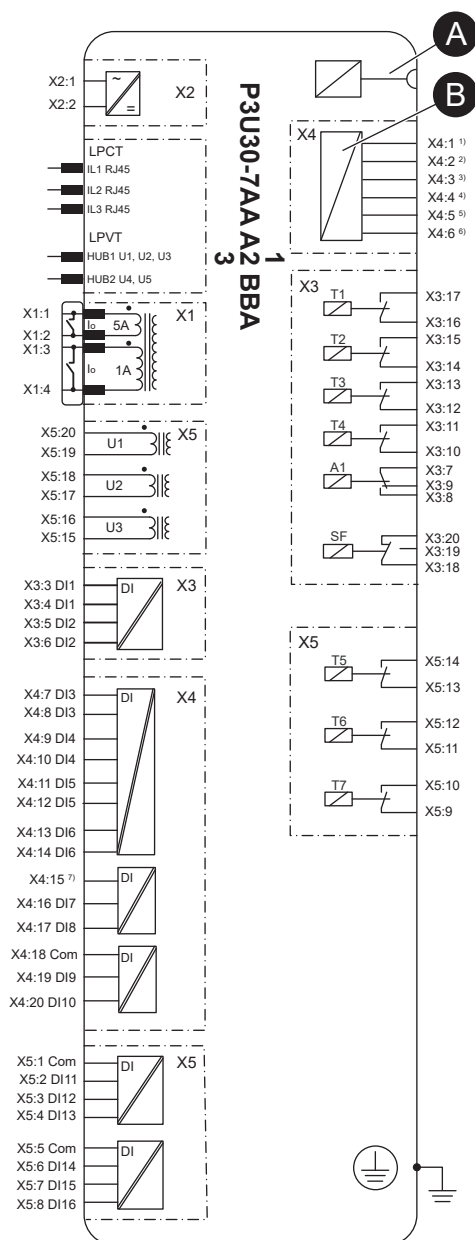 A
B
X2:1
X2:2
~
=
X2
P3U30-7AA A2 BBA
1
3
X4
X4:1 1)
X4:2 2)
X4:3 3)
X4:4 4)
X4:5 5)
X4:6 6)
LPCT
IL1 RJ45
IL2 RJ45
IL3 RJ45
LPVT
HUB1 U1, U2, U3
HUB2 U4, U5
X1:1
X1:2
X1:3
X1:4
Io
5A
Io
1A
X1
X3
T1
X3:17
X3:16
T2
X3:15
X3:14
T3
X3:13
X3:12
T4
X3:11
X3:10
A1
X3:7
X3:9
X3:8
SF
X3:20
X3:19
X3:18
X5:20
X5:19
U1
X5
X5:18
X5:17
U2
X5:16
X5:15
U3
X3:3 DI1
X3:4 DI1
X3:5 DI2
X3:6 DI2
DI
X3
X5
T5
X5:14
X5:13
T6
X5:12
X5:11
T7
X5:10
X5:9
X4:7 DI3
X4:8 DI3
X4:9 DI4
X4:10 DI4
X4:11 DI5
X4:12 DI5
X4:13 DI6
X4:14 DI6
DI
X4
X4:15 7)
X4:16 DI7
X4:17 DI8
DI
X4:18 Com
X4:19 DI9
X4:20 DI10
DI
X5:1 Com
X5:2 DI11
X5:3 DI12
X5:4 DI13
DI
X5
X5:5 Com
X5:6 DI14
X5:7 DI15
X5:8 DI16
DI